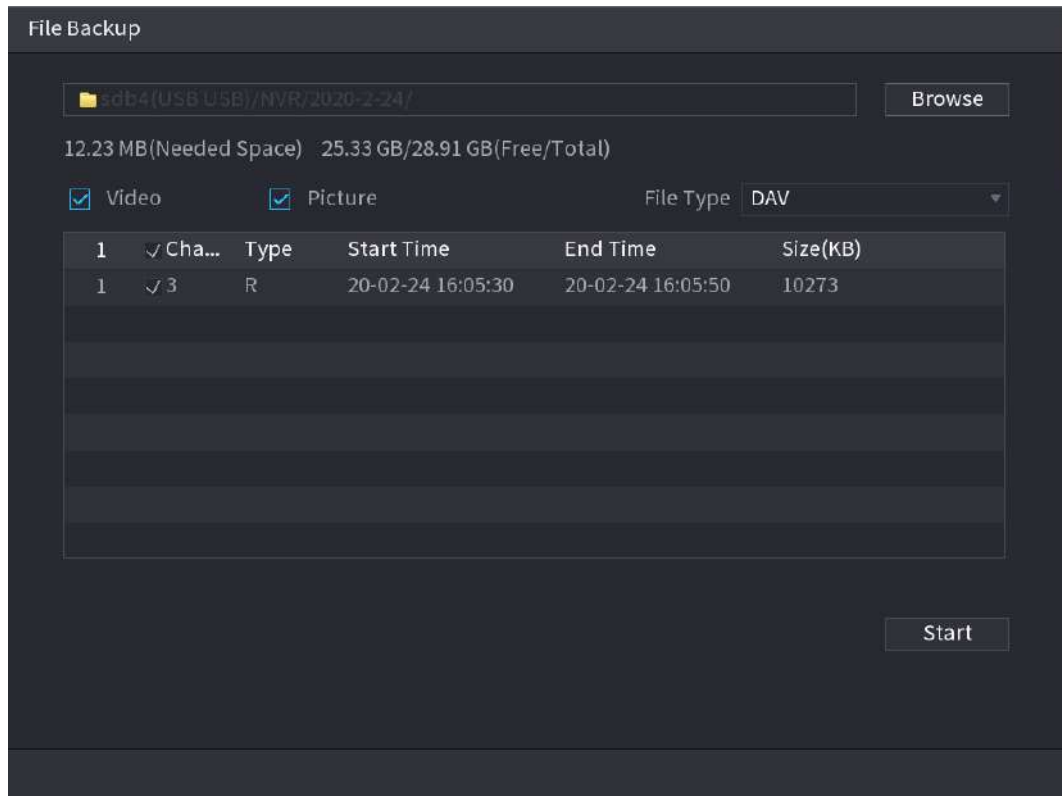 File Backup
sdb4(USB USB)/NVR/2020-2-24/ Browse
12.23 MB(Needed Space) 25.33 GB/28.91 GB(Free/Total)
Video Picture File Type DAV
1 Cha... Type Start Time End Time Size(KB)
1 3 R 20-02-24 16:05:30 20-02-24 16:05:50 10273
Start